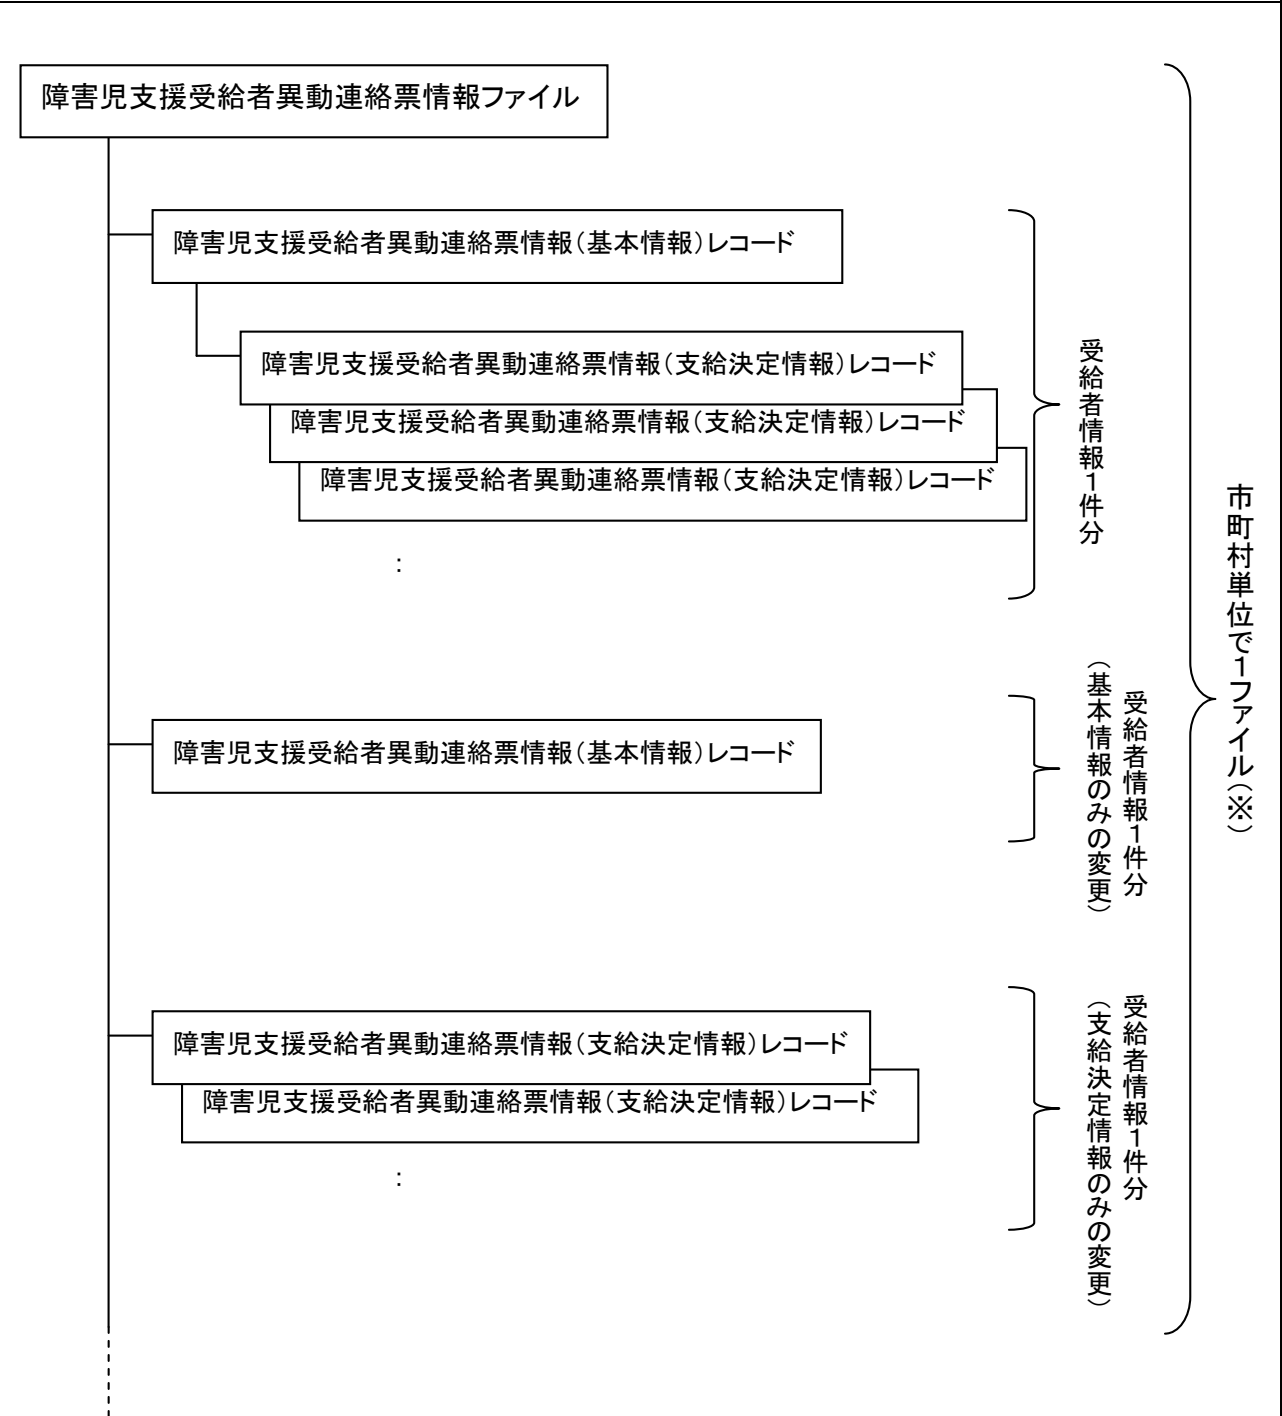 障害児支援受給者異動連絡票情報ファイル
障害児支援受給者異動連絡票情報（基本情報）レコード
障害児支援受給者異動連絡票情報（支給決定情報）レコード
障害児支援受給者異動連絡票情報（支給決定情報）レコード
障害児支援受給者異動連絡票情報（支給決定情報）レコード
：
受給者情報１件分
障害児支援受給者異動連絡票情報（基本情報）レコード
受給者情報１件分
（基本情報のみの変更）
障害児支援受給者異動連絡票情報（支給決定情報）レコード
障害児支援受給者異動連絡票情報（支給決定情報）レコード
：
受給者情報１件分
（支給決定情報のみの変更）
市町村単位で１ファイル（※）